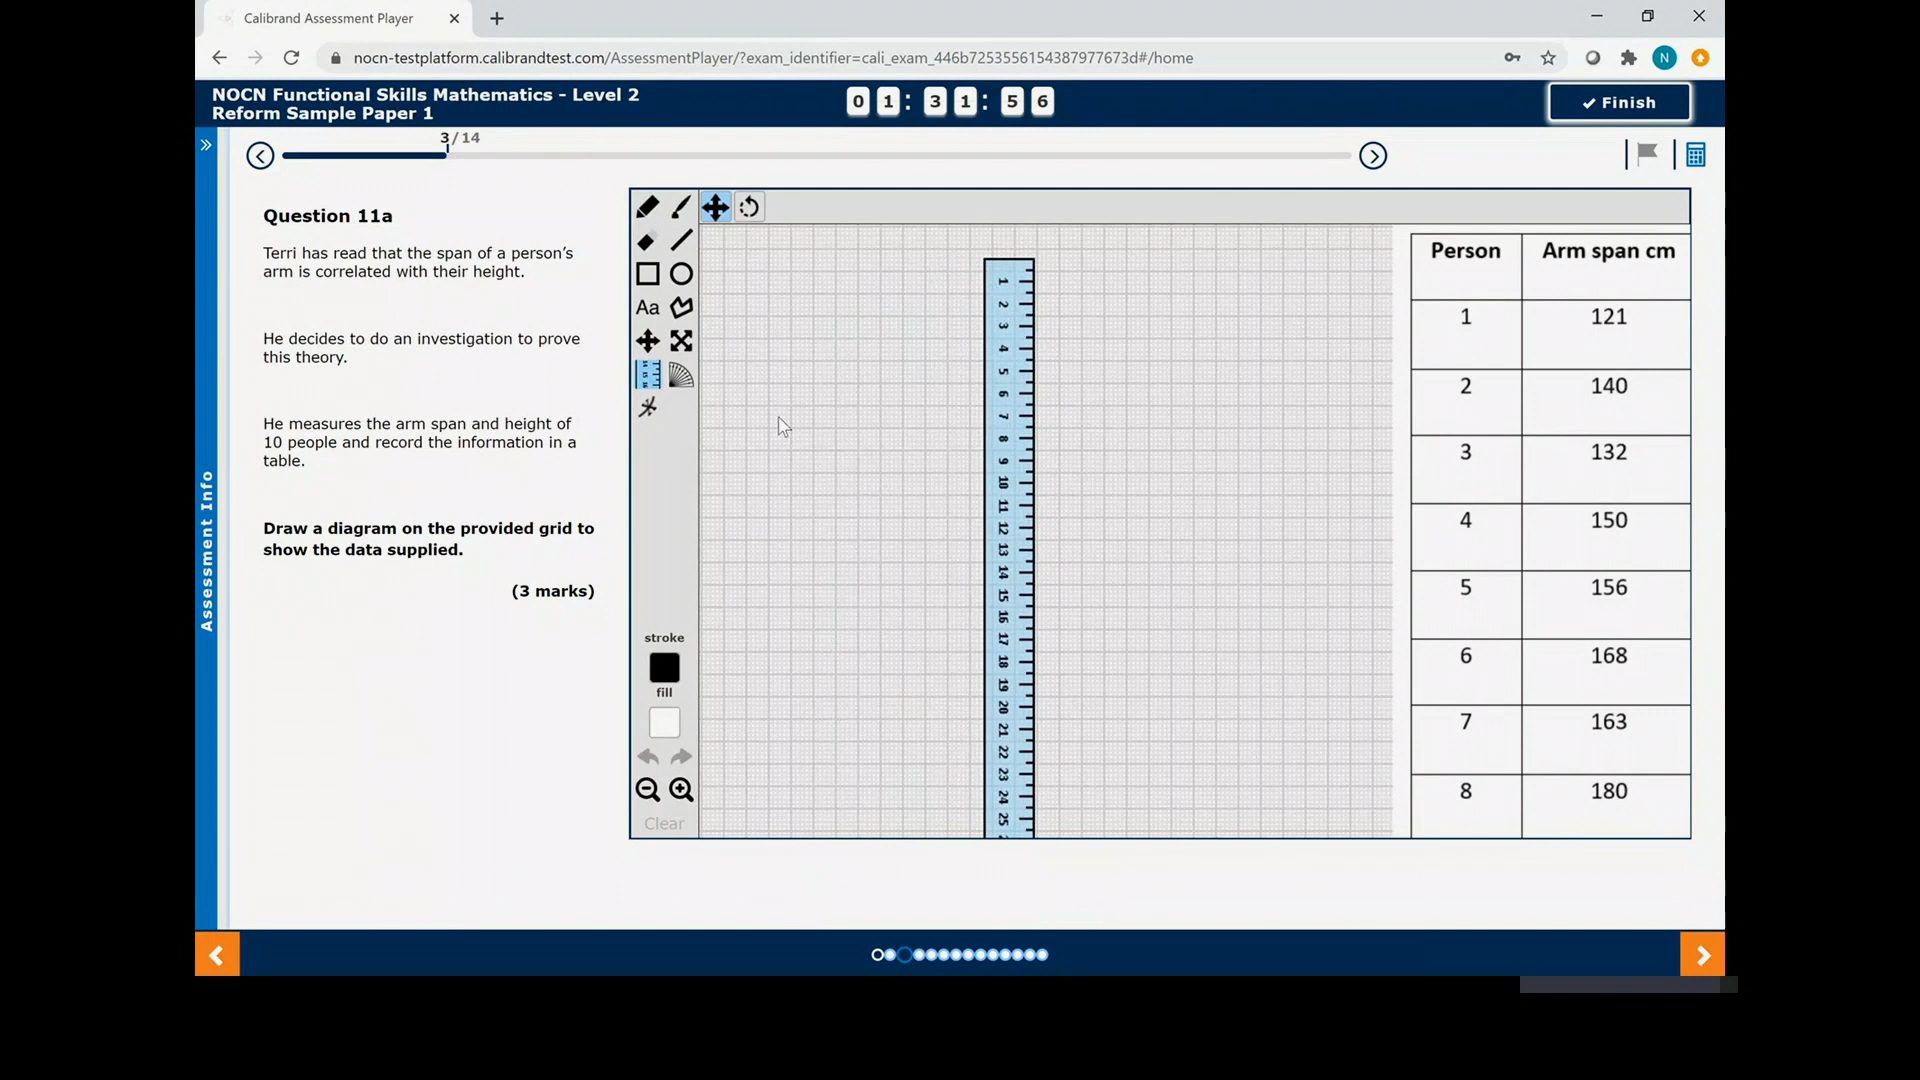 Calibrand Assessment Player
nocn-testplatform.calibrandtest.com/AssessmentPlayer/?exam_identifier=cali_exam_446b7253556154387977673d#/home
N
NOCN Functional Skills Mathematics - Level 2
Reform Sample Paper 1
01:31:56
Finish
3/14
Assessment Info
Question 11a
Terri has read that the span of a person's
arm is correlated with their height.
He decides to do an investigation to prove
this theory.
He measures the arm span and height of
10 people and record the information in a
table.
Draw a diagram on the provided grid to
show the data supplied.
(3 marks)
Aa
14 15 16
stroke
fill
Clear
1
2
3
4
5
6
7
8
9
10
11
12
13
14
15
16
17
18
19
20
21
22
23
24
25
Person Arm span cm
1 121
2 140
3 132
4 150
5 156
6 168
7 163
8 180